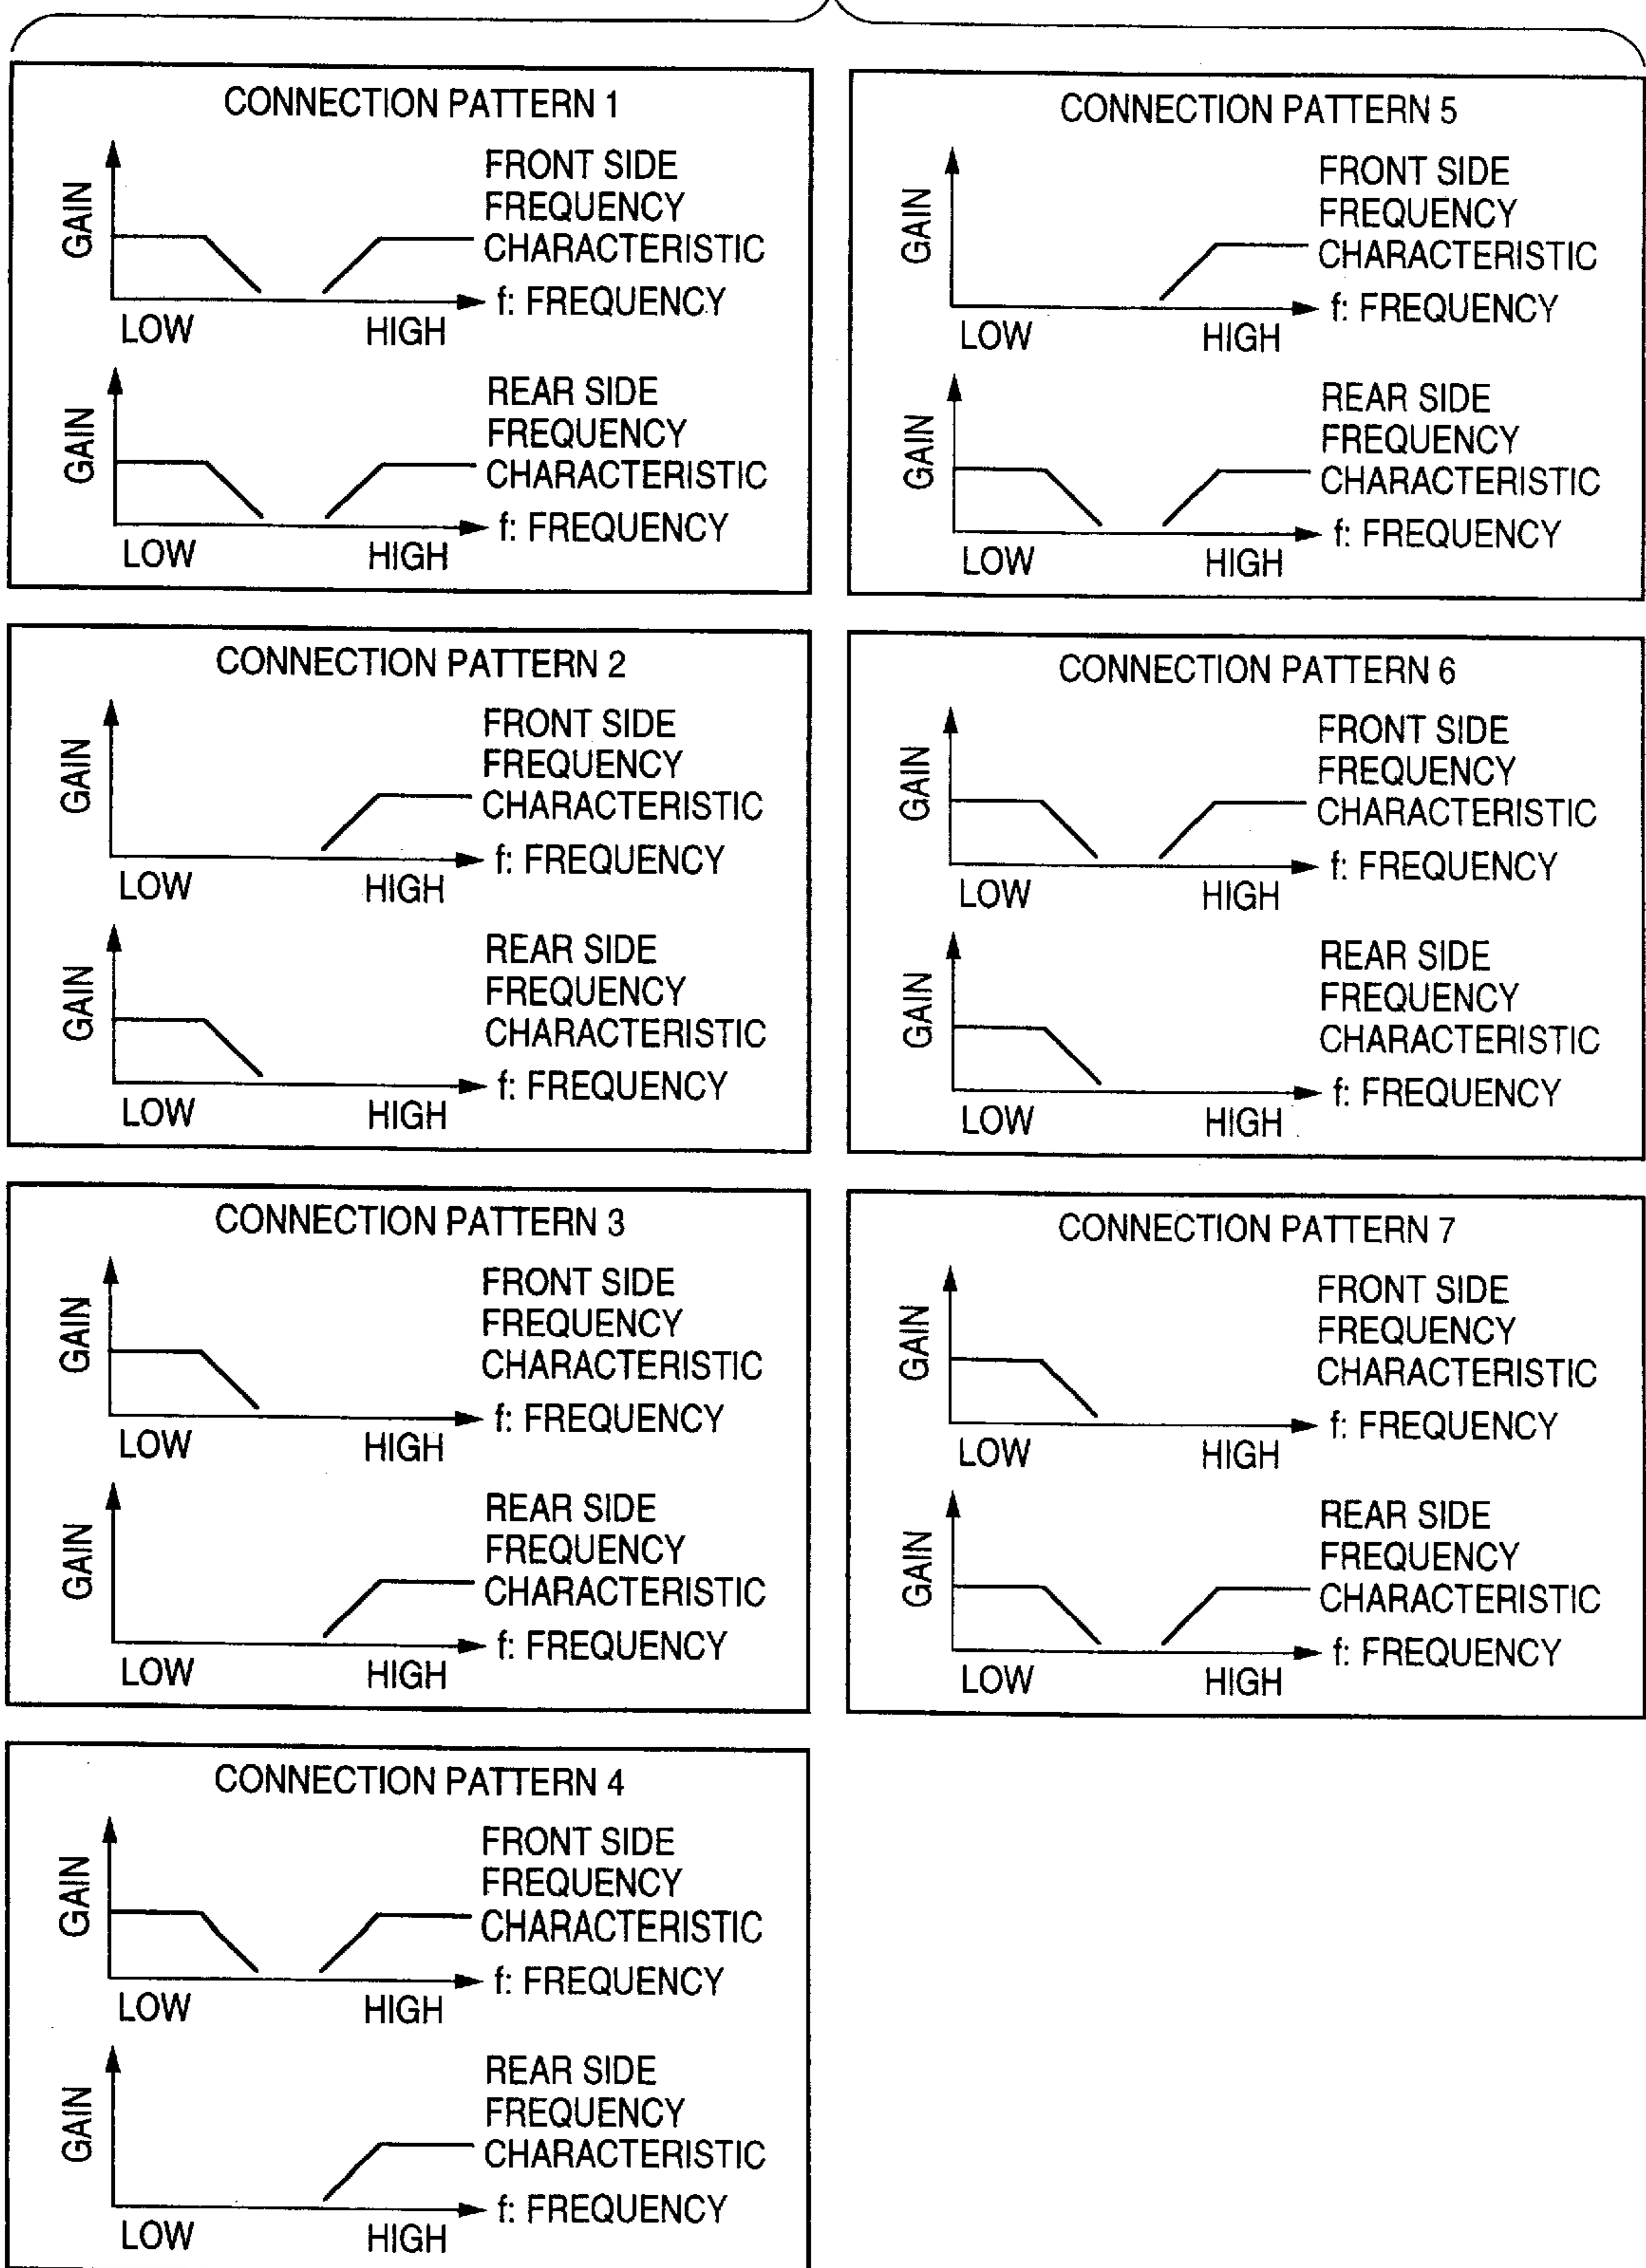 CONNECTION PATTERN 1
GAIN
FRONT SIDE
FREQUENCY
CHARACTERISTIC
f: FREQUENCY
LOW
HIGH
GAIN
REAR SIDE
FREQUENCY
CHARACTERISTIC
f: FREQUENCY
LOW
HIGH
CONNECTION PATTERN 2
GAIN
FRONT SIDE
FREQUENCY
CHARACTERISTIC
f: FREQUENCY
LOW
HIGH
GAIN
REAR SIDE
FREQUENCY
CHARACTERISTIC
f: FREQUENCY
LOW
HIGH
CONNECTION PATTERN 3
GAIN
FRONT SIDE
FREQUENCY
CHARACTERISTIC
f: FREQUENCY
LOW
HIGH
GAIN
REAR SIDE
FREQUENCY
CHARACTERISTIC
f: FREQUENCY
LOW
HIGH
CONNECTION PATTERN 4
GAIN
FRONT SIDE
FREQUENCY
CHARACTERISTIC
f: FREQUENCY
LOW
HIGH
GAIN
REAR SIDE
FREQUENCY
CHARACTERISTIC
f: FREQUENCY
LOW
HIGH
CONNECTION PATTERN 5
GAIN
FRONT SIDE
FREQUENCY
CHARACTERISTIC
f: FREQUENCY
LOW
HIGH
GAIN
REAR SIDE
FREQUENCY
CHARACTERISTIC
f: FREQUENCY
LOW
HIGH
CONNECTION PATTERN 6
GAIN
FRONT SIDE
FREQUENCY
CHARACTERISTIC
f: FREQUENCY
LOW
HIGH
GAIN
REAR SIDE
FREQUENCY
CHARACTERISTIC
f: FREQUENCY
LOW
HIGH
CONNECTION PATTERN 7
GAIN
FRONT SIDE
FREQUENCY
CHARACTERISTIC
f: FREQUENCY
LOW
HIGH
GAIN
REAR SIDE
FREQUENCY
CHARACTERISTIC
f: FREQUENCY
LOW
HIGH